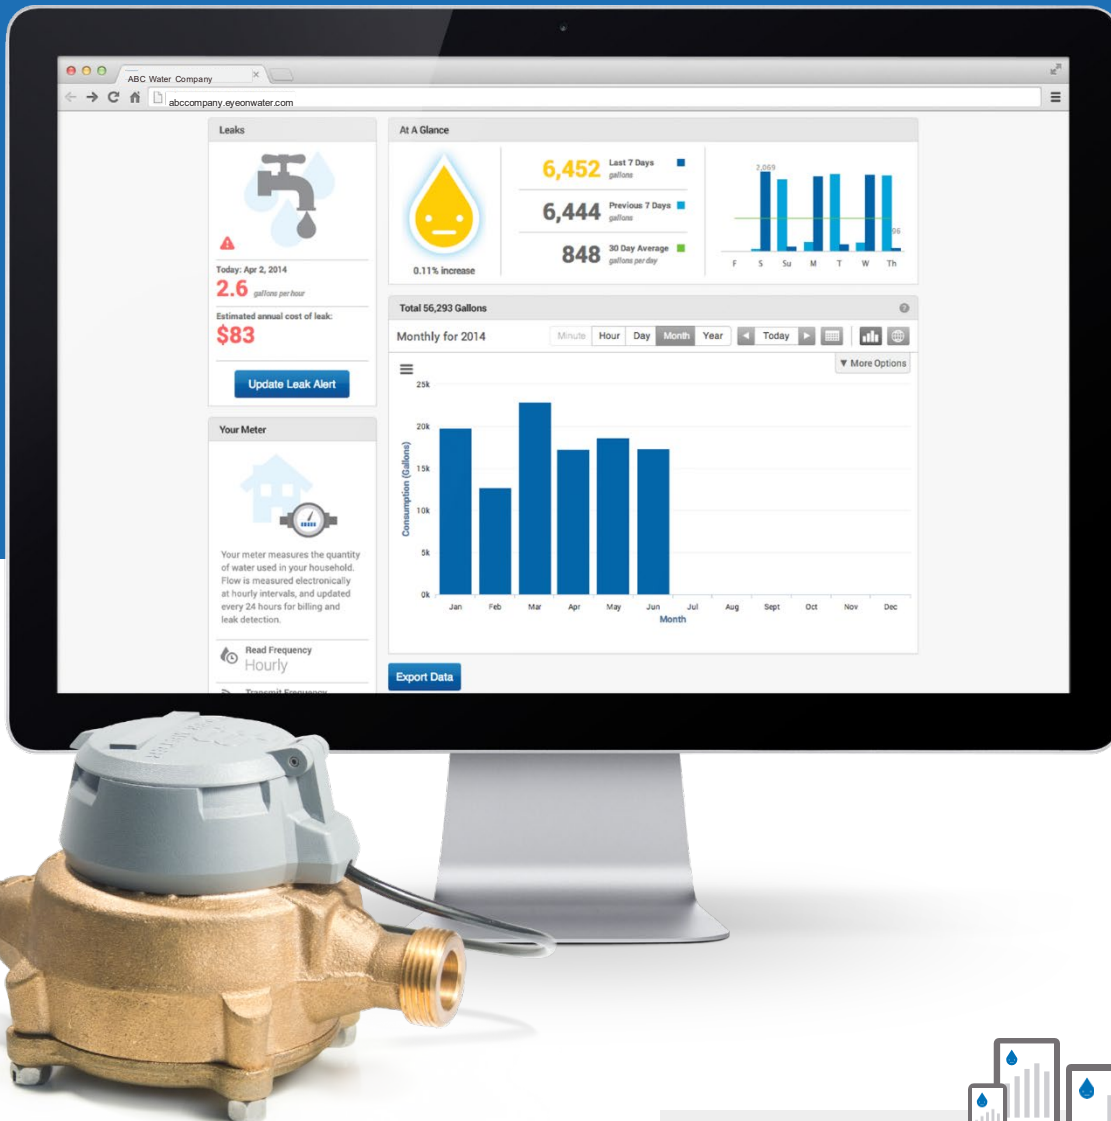 ABC Water Company
abccompany.eyeonwater.com
Leaks
Today: Apr 2, 2014
2.6 gallons per hour
Estimated annual cost of leak:
$83
Update Leak Alert
Your Meter
Your meter measures the quantity
of water used in your household.
Flow is measured electronically
at hourly intervals, and updated
every 24 hours for billing and
leak detection.
Read Frequency
Hourly
Transmit Frequency
At A Glance
0.11% increase
6,452 Last 7 Days
gallons
6,444 Previous 7 Days
gallons
848 30 Day Average
gallons per day
2,069
96
F S Su M T W Th
Total 56,293 Gallons
Monthly for 2014
Minute Hour Day Month Year Today
More Options
25k
20k
15k
10k
5k
0k
Consumption (Gallons)
Jan Feb Mar Apr May Jun Jul Aug Sept Oct Nov Dec
Month
Export Data